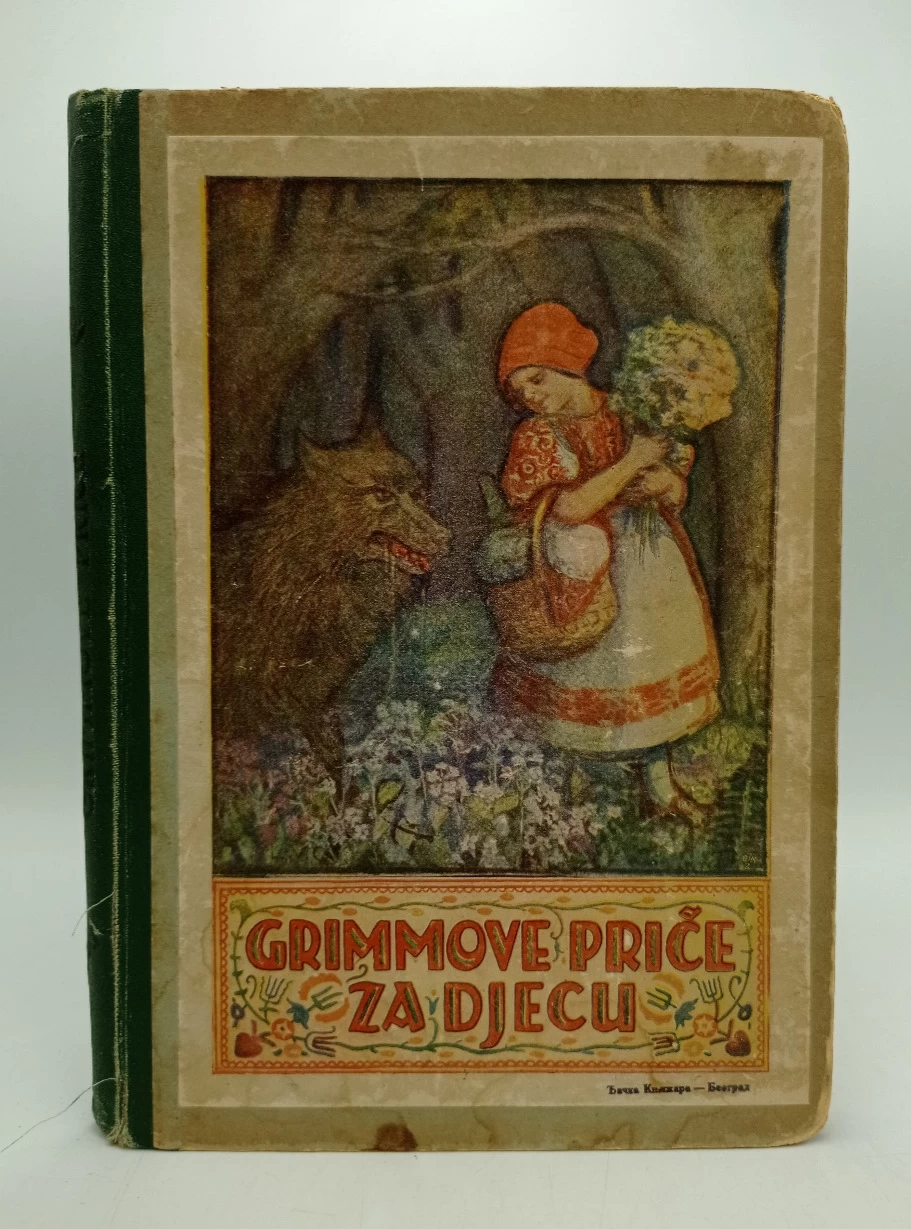 GRIMMOVE PRIČE
ZA DJECU
Ђачка Књижара — Београд